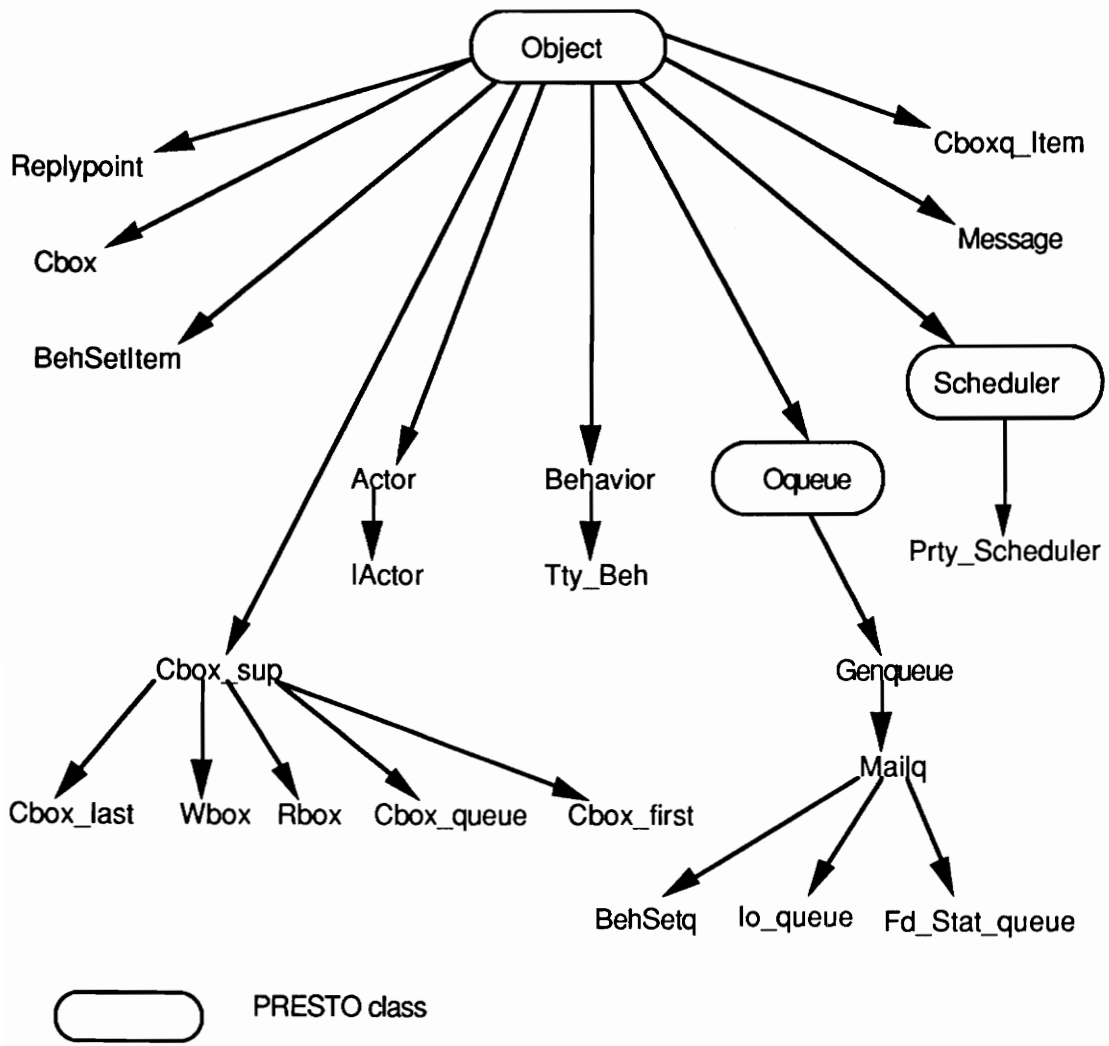 Object
Cboxq_Item
Replypoint
Message
Cbox
BehSetItem
Scheduler
Actor
Behavior
Oqueue
Prty_Scheduler
IActor
Tty_Beh
Cbox_sup
Genqueue
Mailq
Cbox_last
Wbox
Rbox
Cbox_queue
Cbox_first
BehSetq
Io_queue
Fd_Stat_queue
PRESTO class